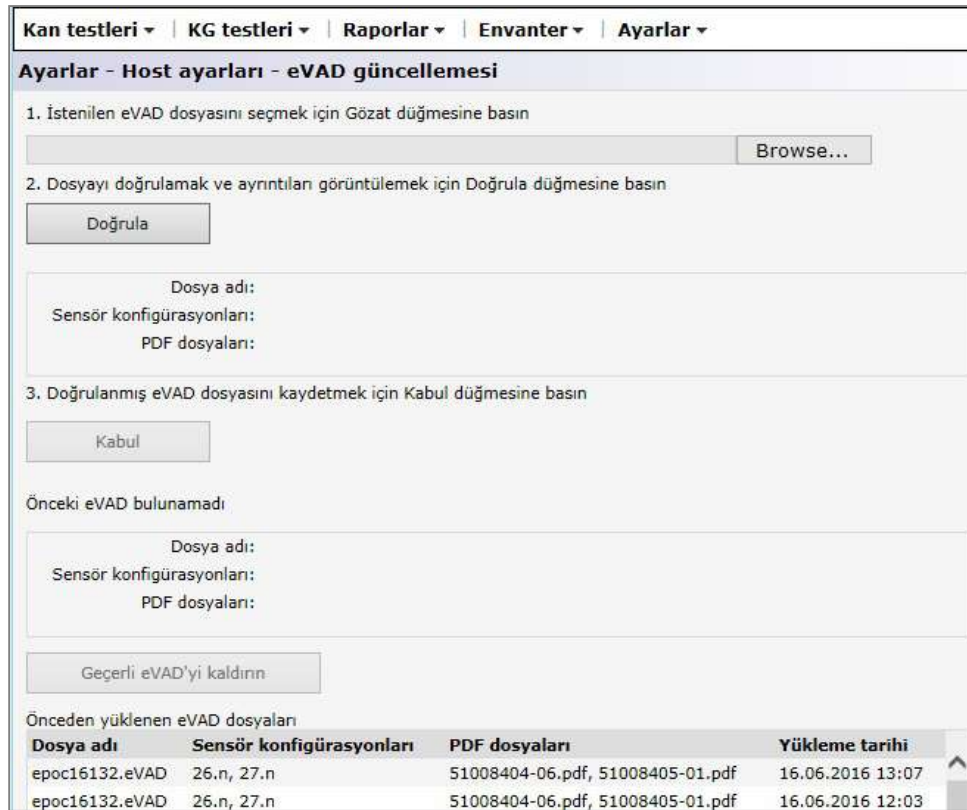 Kan testleri KG testleri Raporlar Envanter Ayarlar
Ayarlar - Host ayarları - eVAD güncellemesi
1. İstenilen eVAD dosyasını seçmek için Gözat düğmesine basın
Browse...
2. Dosyayı doğrulamak ve ayrıntıları görüntülemek için Doğrula düğmesine basın
Doğrula
Dosya adı:
Sensör konfigürasyonları:
PDF dosyaları:
3. Doğrulanmış eVAD dosyasını kaydetmek için Kabul düğmesine basın
Kabul
Önceki eVAD bulunamadı
Dosya adı:
Sensör konfigürasyonları:
PDF dosyaları:
Geçerli eVAD'yi kaldırın
Önceden yüklenen eVAD dosyaları
Dosya adı Sensör konfigürasyonları PDF dosyaları Yükleme tarihi
epoc16132.eVAD 26.n, 27.n 51008404-06.pdf, 51008405-01.pdf 16.06.2016 13:07
epoc16132.eVAD 26.n, 27.n 51008404-06.pdf, 51008405-01.pdf 16.06.2016 12:03